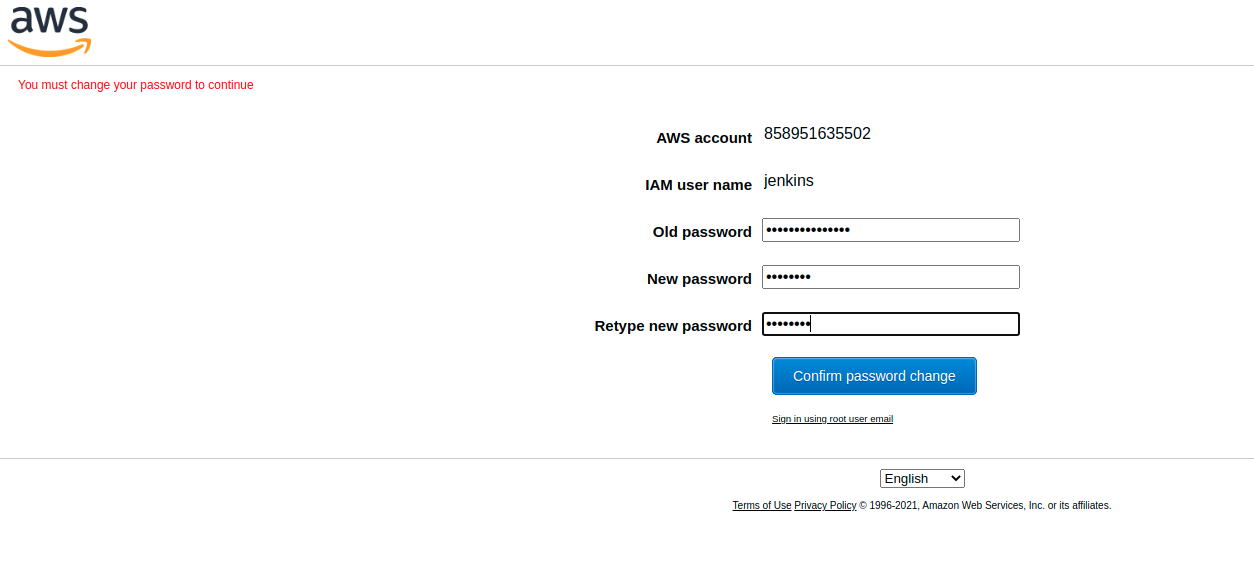 aws
You must change your password to continue
AWS account 858951635502
IAM user name jenkins
Old password •••••••••••••••
New password ••••••••
Retype new password ••••••••
Confirm password change
Sign in using root user email
English
Terms of Use Privacy Policy © 1996-2021, Amazon Web Services, Inc. or its affiliates.